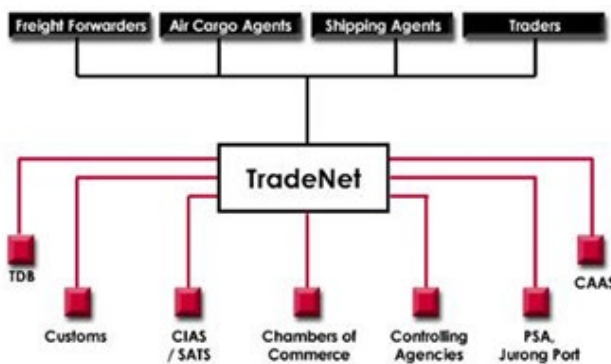 Freight Forwarders
Air Cargo Agents
Shipping Agents
Traders
TradeNet
TDB
CAAS
Customs
CIAS
/ SATS
Chambers of
Commerce
Controlling
Agencies
PSA,
Jurong Port